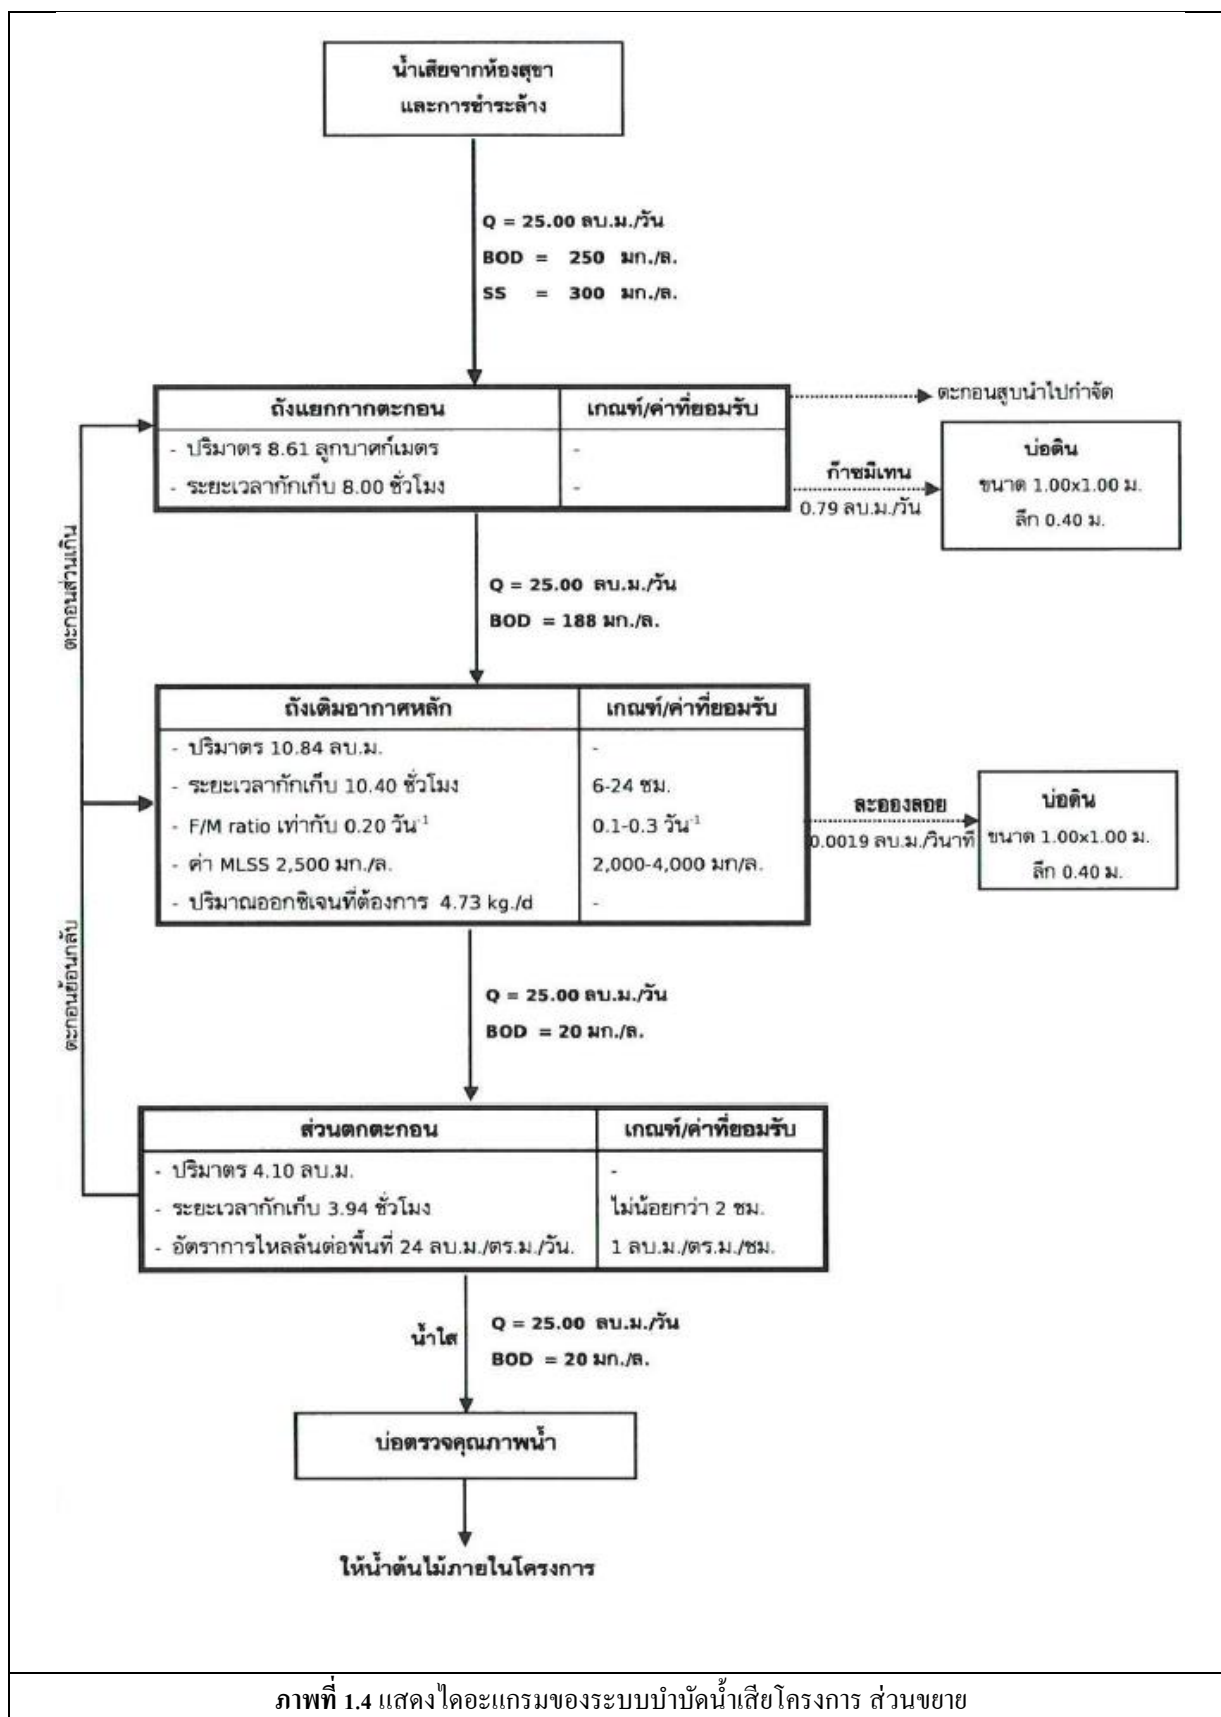 น้ำเสียจากห้องสุขา
และการชำระล้าง
Q = 25.00 ลบ.ม./วัน
BOD = 250 มก./ล.
SS = 300 มก./ล.
ถังแยกกากตะกอน เกณฑ์/ค่าที่ยอมรับ
- ปริมาตร 8.61 ลูกบาศก์เมตร -
- ระยะเวลากักเก็บ 8.00 ชั่วโมง -
ตะกอนสูบนำไปกำจัด
ก๊าซมีเทน
0.79 ลบ.ม./วัน
บ่อดิน
ขนาด 1.00x1.00 ม.
ลึก 0.40 ม.
ตะกอนส่วนเกิน
Q = 25.00 ลบ.ม./วัน
BOD = 188 มก./ล.
ถังเติมอากาศหลัก เกณฑ์/ค่าที่ยอมรับ
- ปริมาตร 10.84 ลบ.ม. -
- ระยะเวลากักเก็บ 10.40 ชั่วโมง 6-24 ชม.
- F/M ratio เท่ากับ 0.20 วัน⁻¹ 0.1-0.3 วัน⁻¹
- ค่า MLSS 2,500 มก./ล. 2,000-4,000 มก/ล.
- ปริมาณออกซิเจนที่ต้องการ 4.73 kg./d -
ละอองลอย
0.0019 ลบ.ม./วินาที
บ่อดิน
ขนาด 1.00x1.00 ม.
ลึก 0.40 ม.
ตะกอนย้อนกลับ
Q = 25.00 ลบ.ม./วัน
BOD = 20 มก./ล.
ส่วนตกตะกอน เกณฑ์/ค่าที่ยอมรับ
- ปริมาตร 4.10 ลบ.ม. -
- ระยะเวลากักเก็บ 3.94 ชั่วโมง ไม่น้อยกว่า 2 ชม.
- อัตราการไหลล้นต่อพื้นที่ 24 ลบ.ม./ตร.ม./วัน. 1 ลบ.ม./ตร.ม./ชม.
น้ำใส
Q = 25.00 ลบ.ม./วัน
BOD = 20 มก./ล.
บ่อตรวจคุณภาพน้ำ
ให้น้ำต้นไม้ภายในโครงการ
ภาพที่ 1.4 แสดงไดอะแกรมของระบบบำบัดน้ำเสียโครงการ ส่วนขยาย